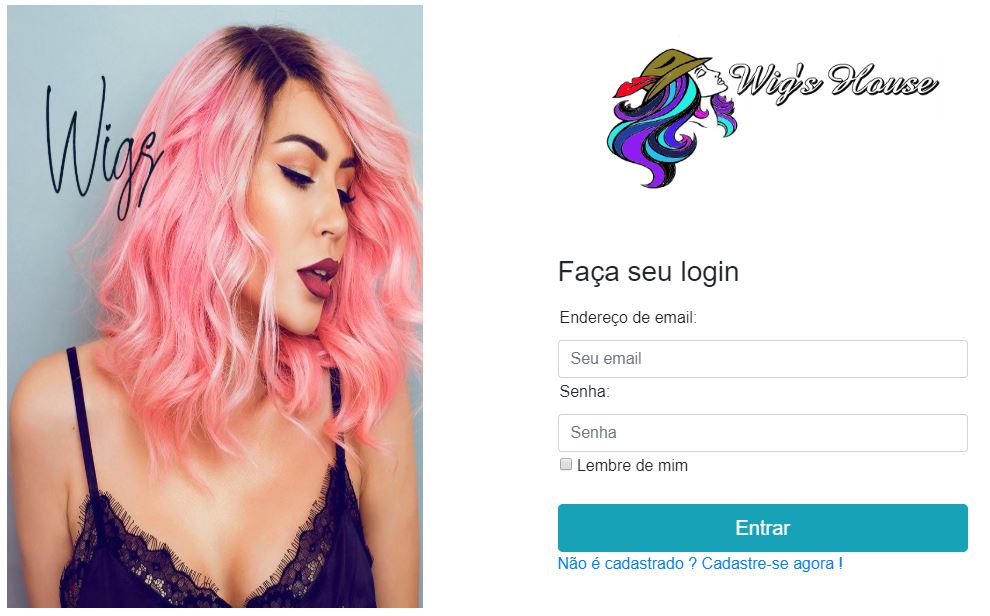 Wigs
Wig's House
Faça seu login
Endereço de email:
Seu email
Senha:
Senha
Lembre de mim
Entrar
Não é cadastrado ? Cadastre-se agora !